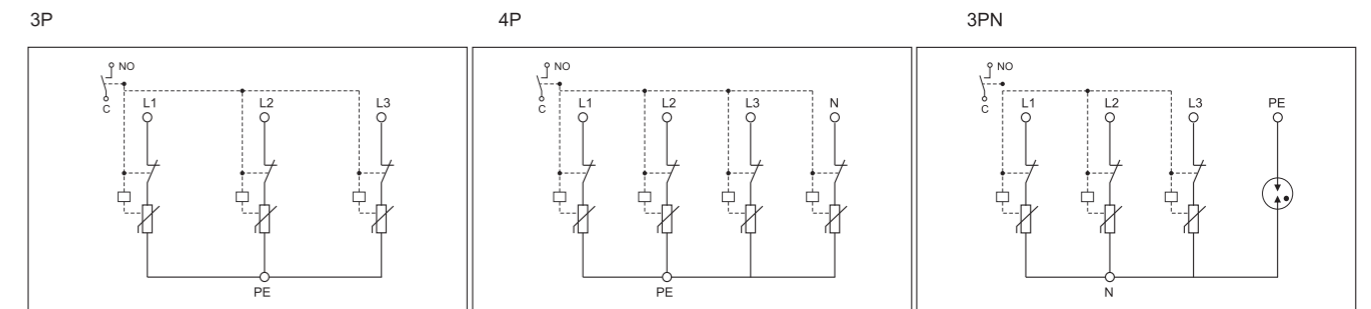 3P 4P 3PN
NO NO NO
C C C
L1 L2 L3 L1 L2 L3 N L1 L2 L3 PE
PE PE N